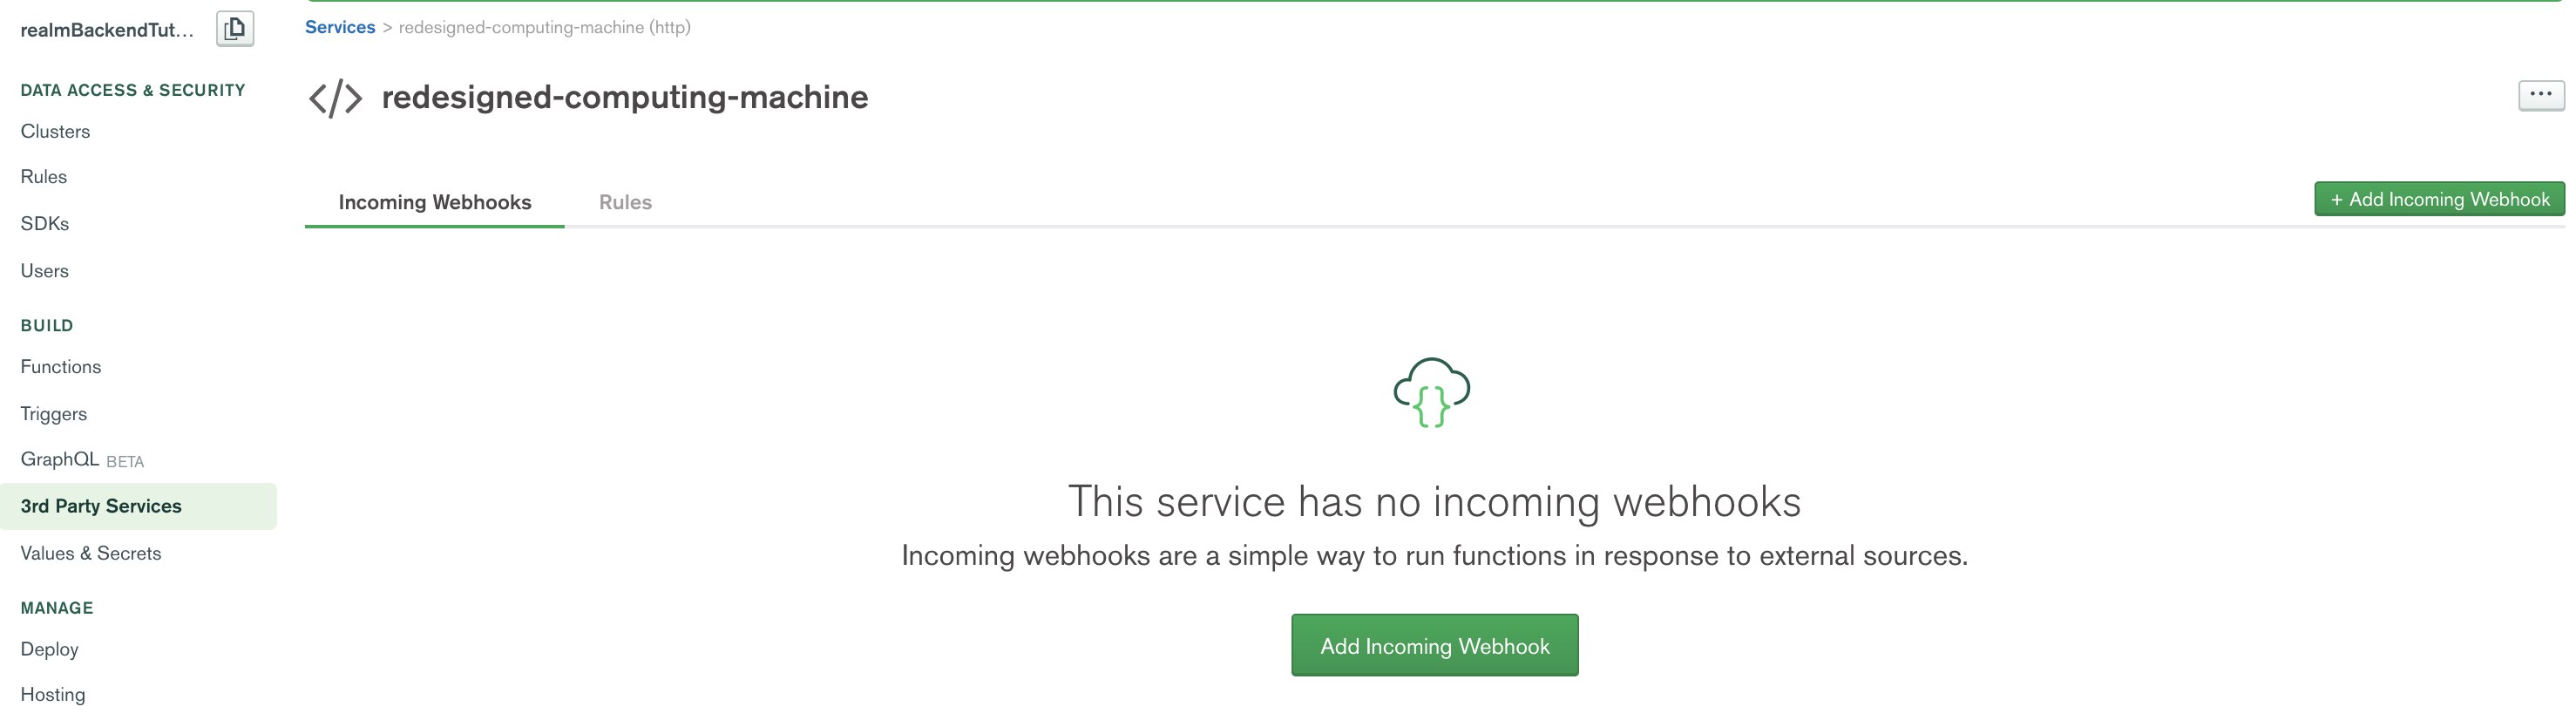 realmBackendTut...
DATA ACCESS & SECURITY
Clusters
Rules
SDKs
Users
BUILD
Functions
Triggers
GraphQL BETA
3rd Party Services
Values & Secrets
MANAGE
Deploy
Hosting
Services > redesigned-computing-machine (http)
</> redesigned-computing-machine
...
Incoming Webhooks Rules
+ Add Incoming Webhook
{}
This service has no incoming webhooks
Incoming webhooks are a simple way to run functions in response to external sources.
Add Incoming Webhook